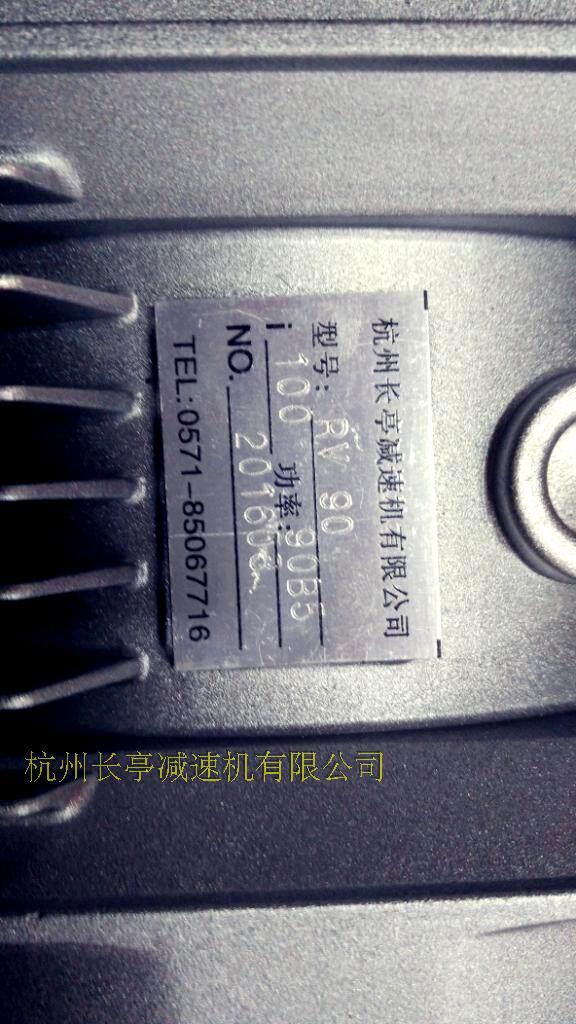 杭州长亭减速机有限公司
型号: RV 90
i 100 功率: 90B5
NO. 201608
TEL:0571-85067716
杭州长亭减速机有限公司